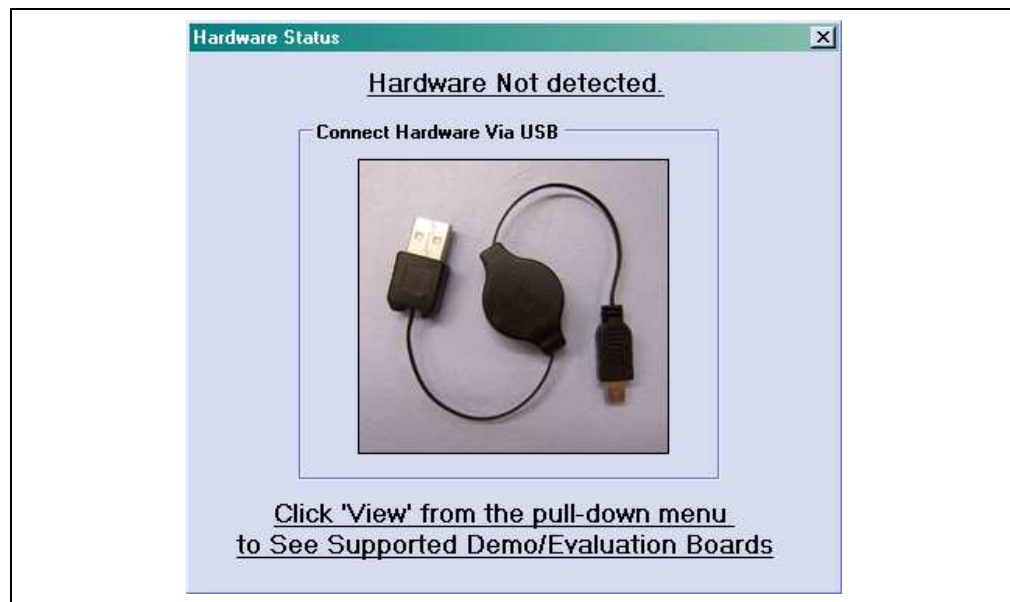 Hardware Status
Hardware Not detected.
Connect Hardware Via USB
Click 'View' from the pull-down menu
to See Supported Demo/Evaluation Boards